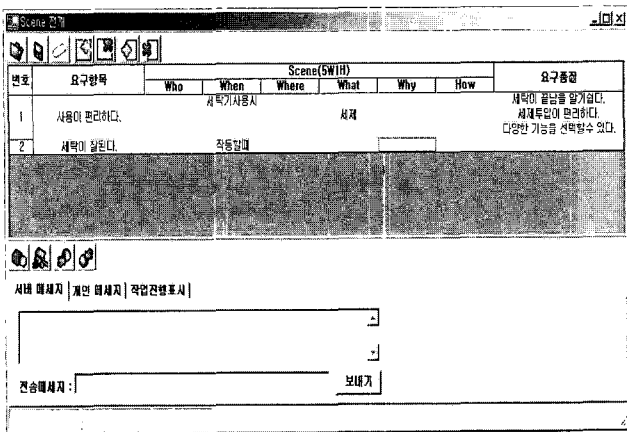 Scene 전개
번호 요구항목 Scene(5W1H) 요구품질
Who When Where What Why How
1 사용이 편리하다. 세탁기사용시 세제 세탁이 끝남을 알기쉽다.
세제투입이 편리하다.
다양한 기능을 선택할수 있다.
2 세탁이 잘된다. 작동할때
서버 메세지 개인 메세지 작업진행표시
전송메세지 : 보내기